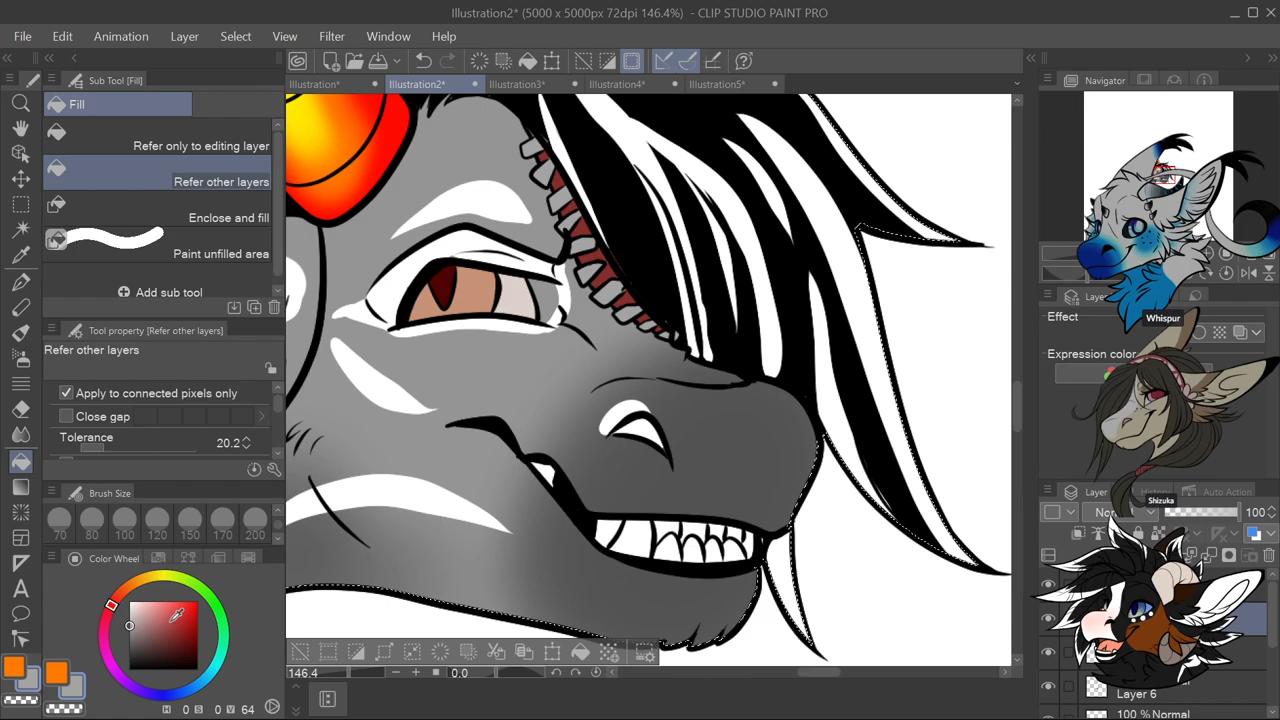 Illustration2* (5000 x 5000px 72dpi 146.4%) - CLIP STUDIO PAINT PRO
File Edit Animation Layer Select View Filter Window Help
Sub Tool [Fill]
Illustration* Illustration2* Illustration3* Illustration4* Illustration5*
Navigator
Fill
Refer only to editing layer
Refer other layers
Enclose and fill
Paint unfilled area
Add sub tool
Tool property [Refer other layers]
Refer other layers
Apply to connected pixels only
Close gap
Tolerance 20.2
Brush Size
70 80 100 120 150 170 200
Color Wheel
H 0 S 0 V 64
146.4 0.0
Effect
Whispur
Expression color
Shizuka
Layer History Auto Action
100
Layer 6
100 % Normal